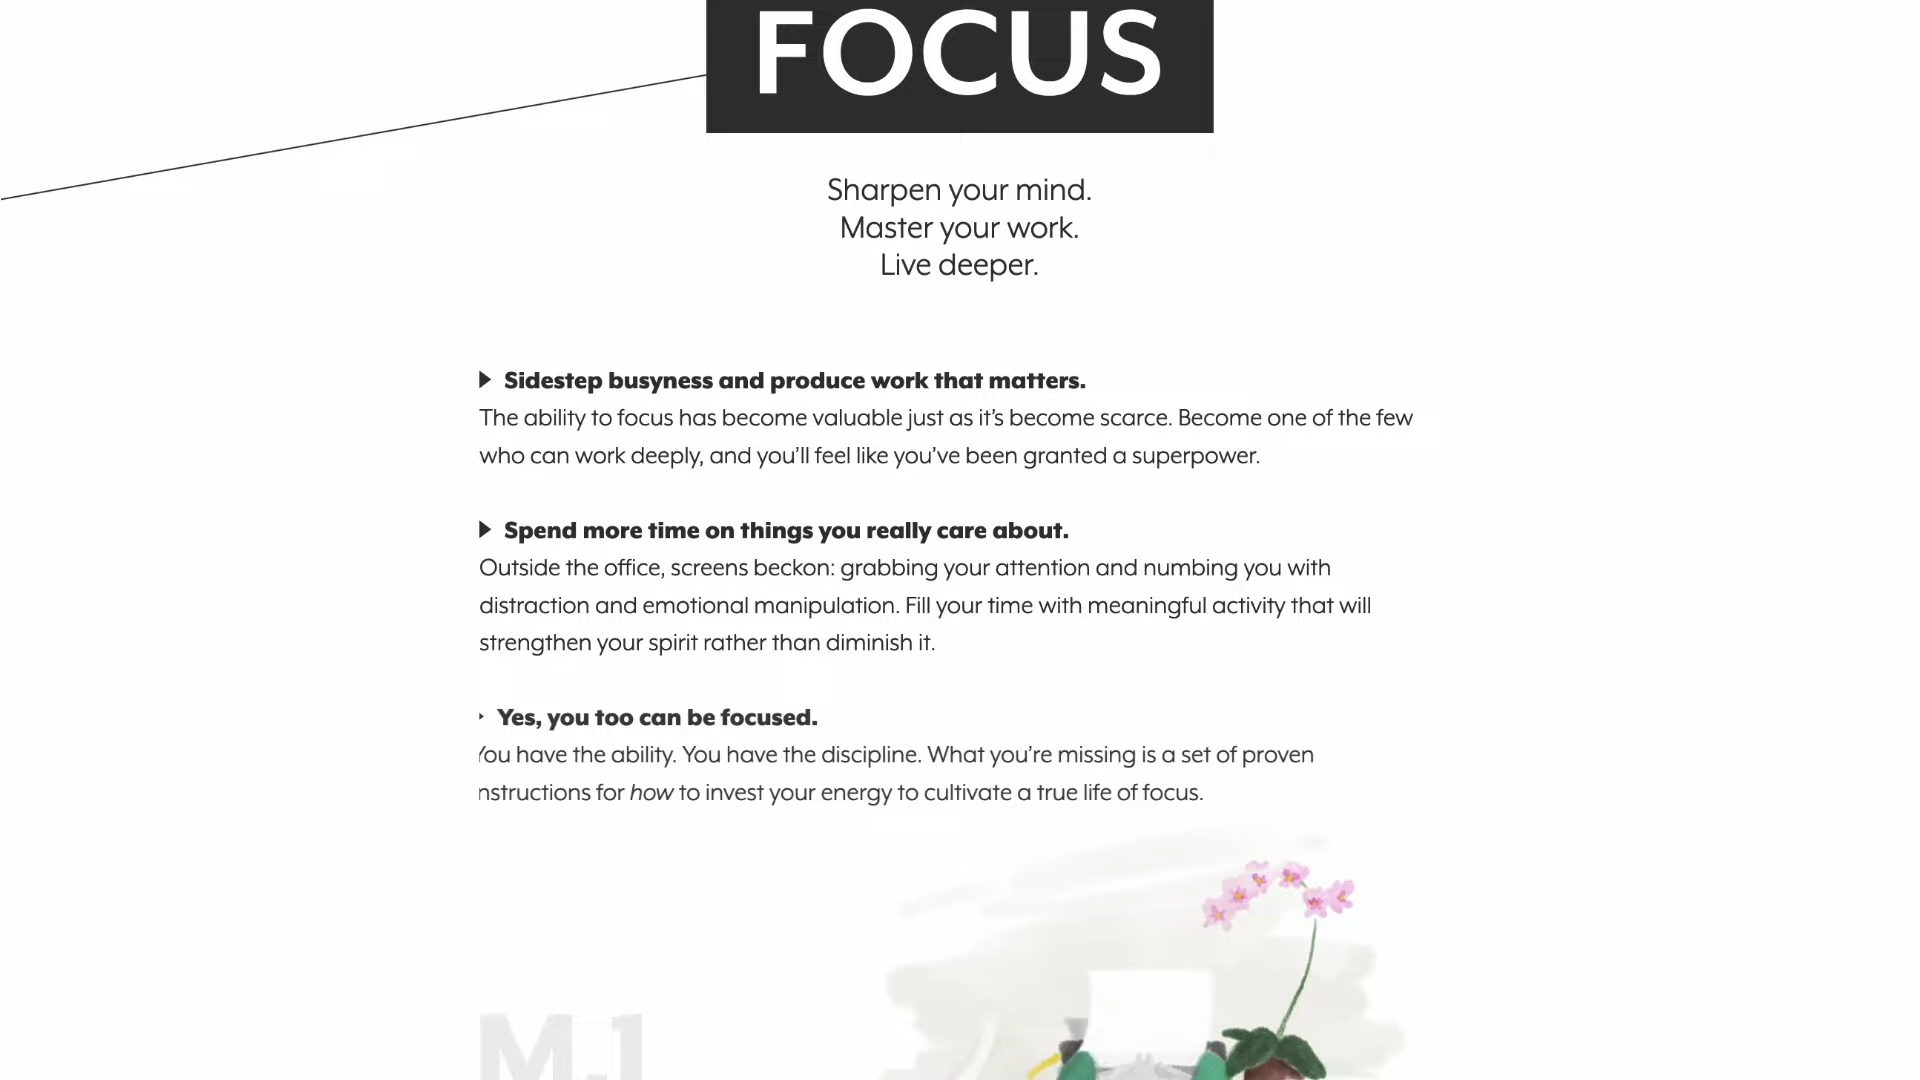 FOCUS
Sharpen your mind.
Master your work.
Live deeper.
Sidestep busyness and produce work that matters.
The ability to focus has become valuable just as it’s become scarce. Become one of the few
who can work deeply, and you’ll feel like you’ve been granted a superpower.
Spend more time on things you really care about.
Outside the office, screens beckon: grabbing your attention and numbing you with
distraction and emotional manipulation. Fill your time with meaningful activity that will
strengthen your spirit rather than diminish it.
Yes, you too can be focused.
You have the ability. You have the discipline. What you’re missing is a set of proven
nstructions for how to invest your energy to cultivate a true life of focus.
M.1